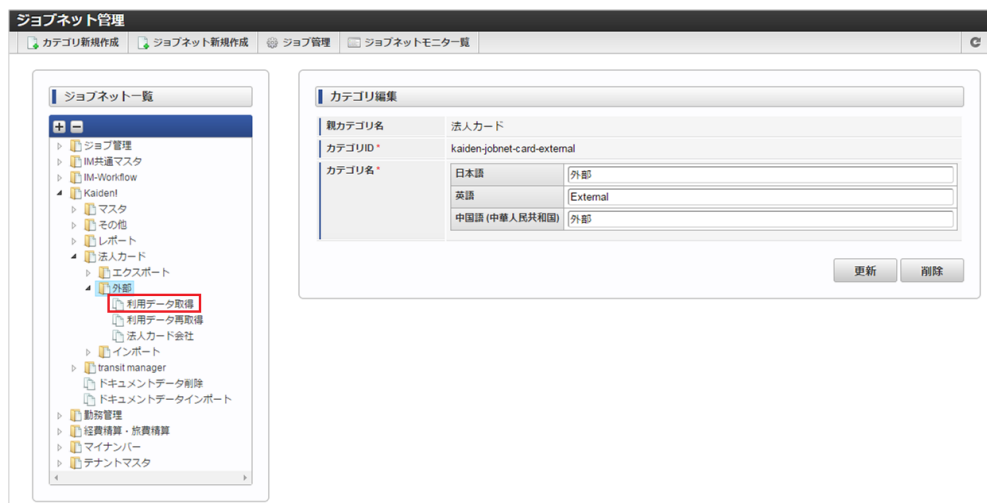 ジョブネット管理
カテゴリ新規作成 ジョブネット新規作成 ジョブ管理 ジョブネットモニタ一覧
ジョブネット一覧
ジョブ管理
IM共通マスタ
IM-Workflow
Kaiden!
マスタ
その他
レポート
法人カード
エクスポート
外部
利用データ取得
利用データ再取得
法人カード会社
インポート
transit manager
ドキュメントデータ削除
ドキュメントデータインポート
勤務管理
経費精算・旅費精算
マイナンバー
テナントマスタ
カテゴリ編集
親カテゴリ名 法人カード
カテゴリID * kaiden-jobnet-card-external
カテゴリ名 *
日本語 外部
英語 External
中国語 (中華人民共和国) 外部
更新 削除